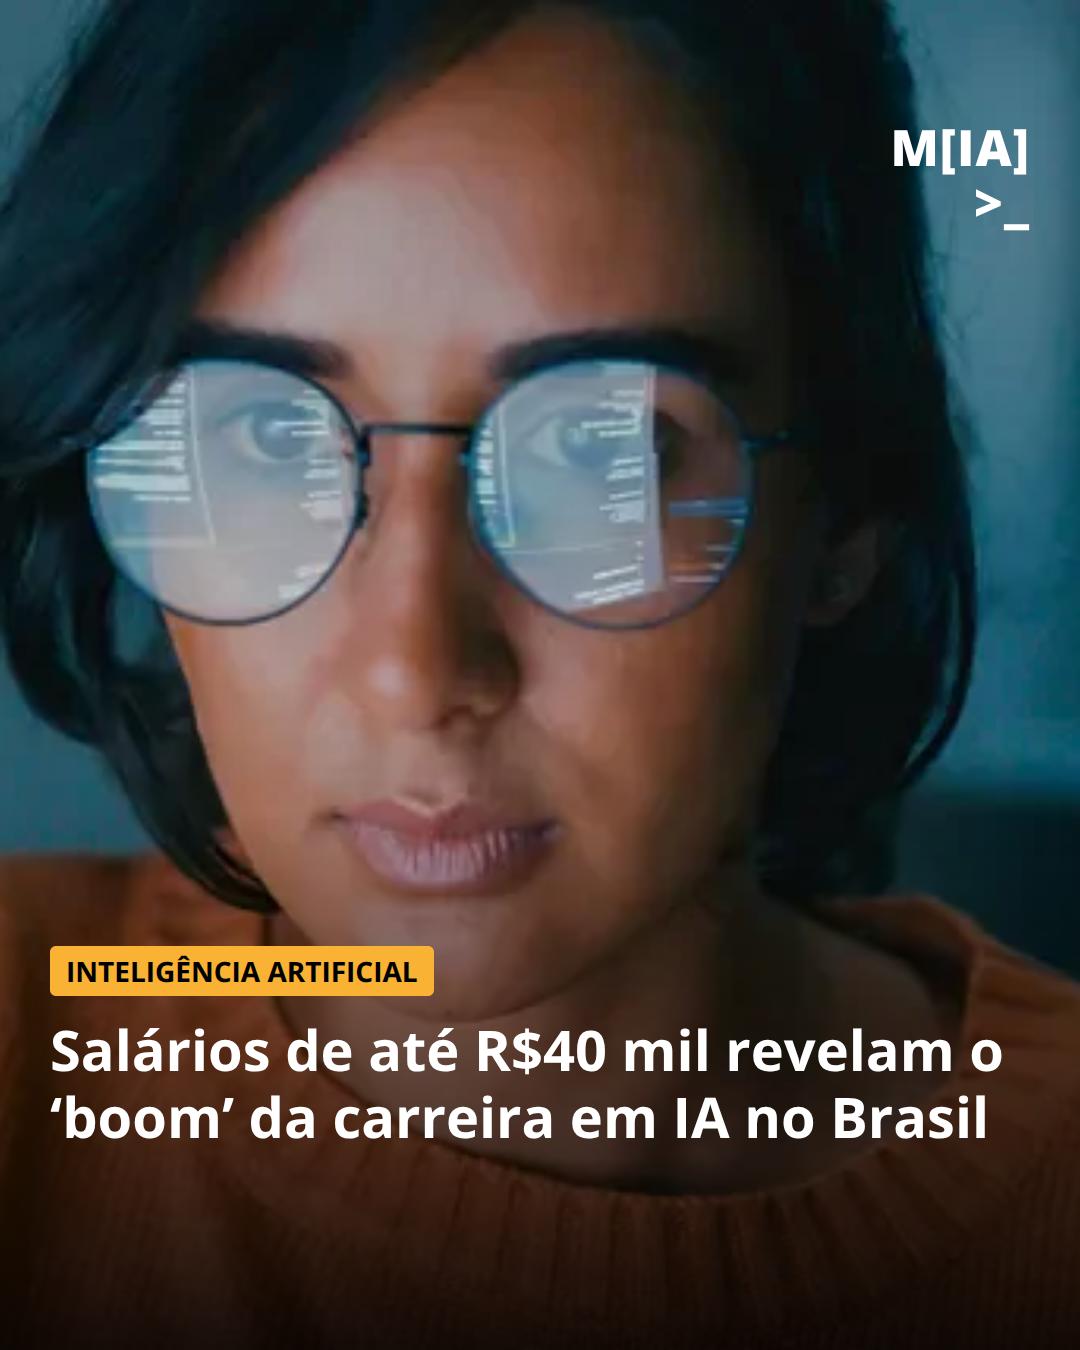 M[IA]
>_
INTELIGÊNCIA ARTIFICIAL
Salários de até R$40 mil revelam o
‘boom’ da carreira em IA no Brasil